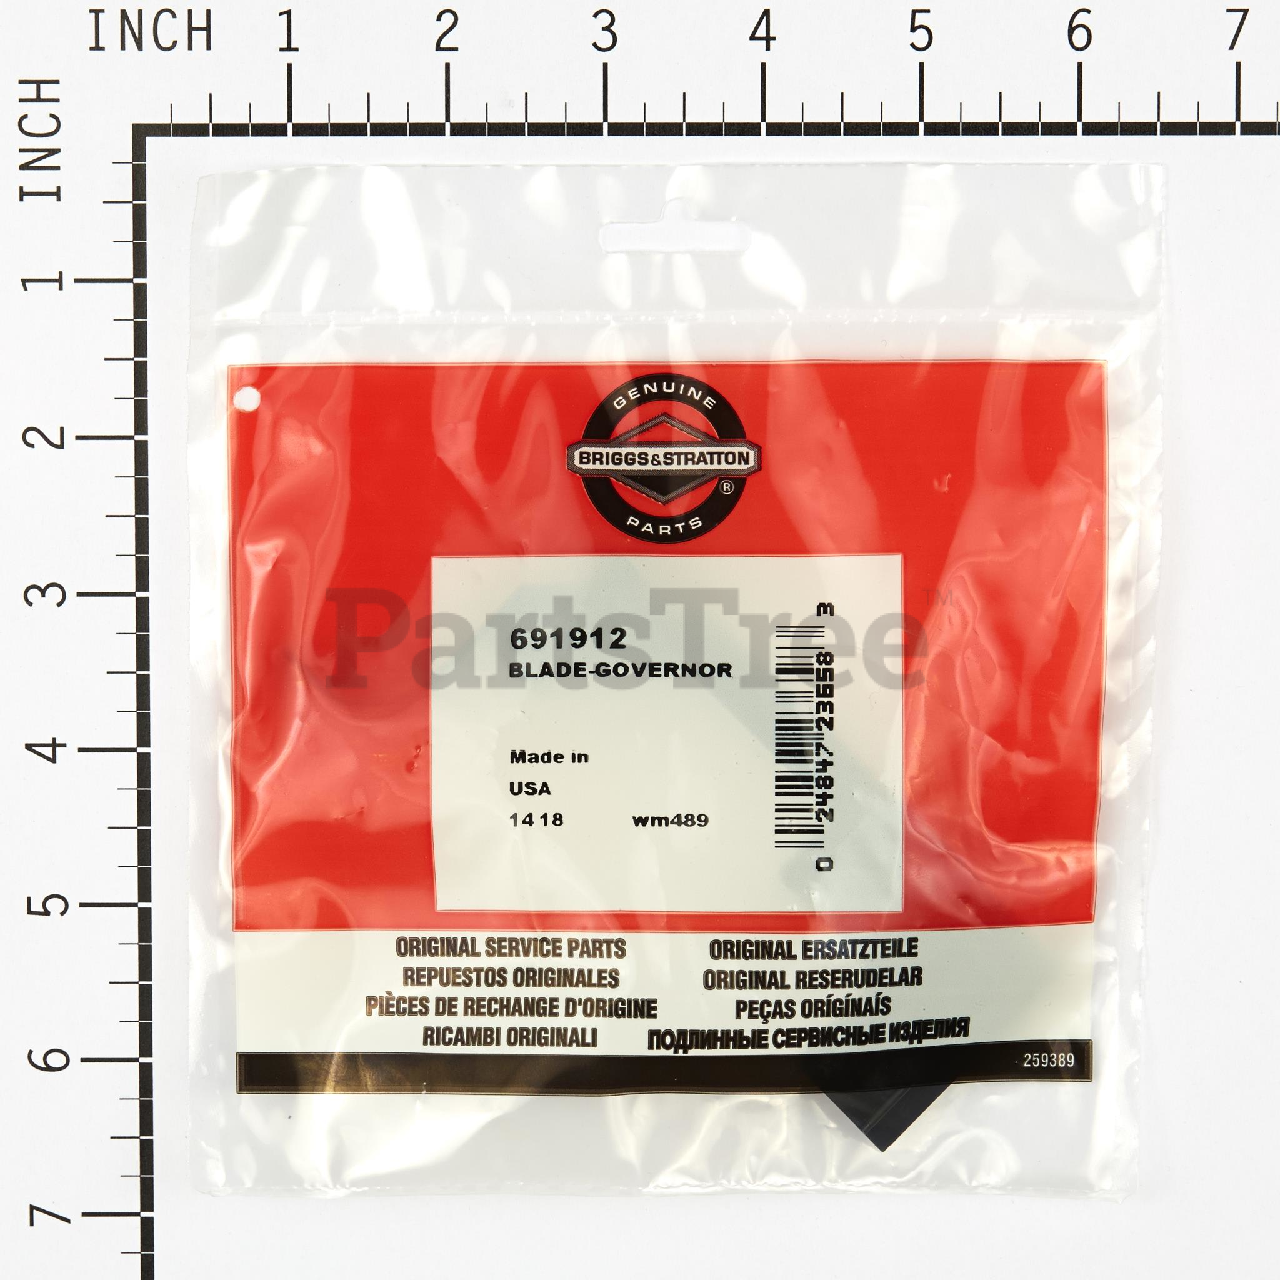 INCH 1 2 3 4 5 6 7
INCH
1
2
3
4
5
6
7
GENUINE
BRIGGS&STRATTON
®
PARTS
PartsTree™
691912
BLADE-GOVERNOR
Made in
USA
14 18 wm489
0 24847 23658 3
ORIGINAL SERVICE PARTS
REPUESTOS ORIGINALES
PIÈCES DE RECHANGE D'ORIGINE
RICAMBI ORIGINALI
ORIGINAL ERSATZTEILE
ORIGINAL RESERUDELAR
PEÇAS ORÍGÍNAÍS
ПОДЛИННЫЕ СЕРВИСНЫЕ ИЗДЕЛИЯ
259389